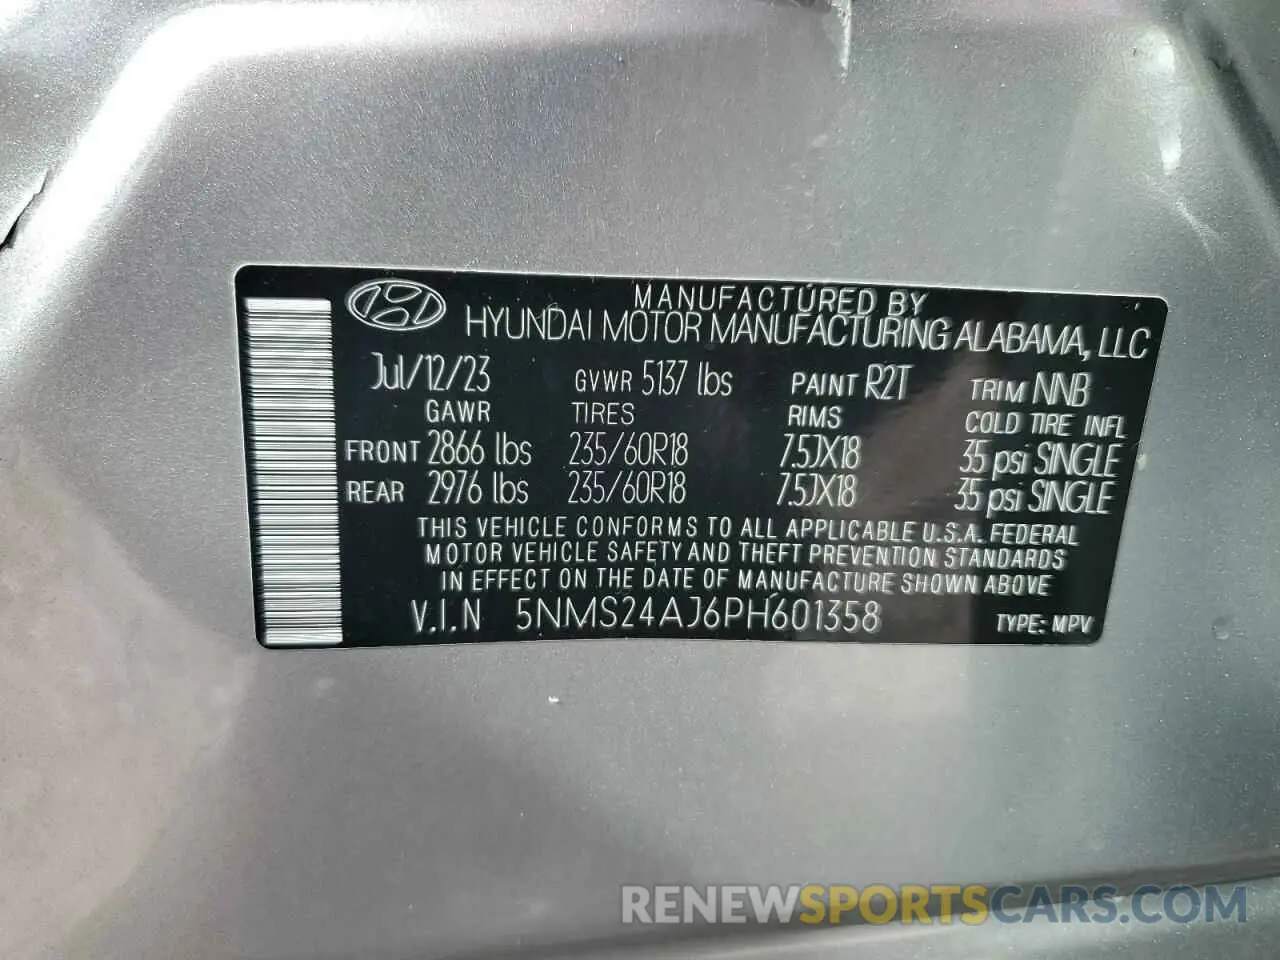 MANUFACTURED BY
HYUNDAI MOTOR MANUFACTURING ALABAMA, LLC
Jul/12/23 GVWR 5137 lbs PAINT R2T TRIM NNB
GAWR TIRES RIMS COLD TIRE INFL
FRONT 2866 lbs 235/60R18 7.5JX18 35 psi SINGLE
REAR 2976 lbs 235/60R18 7.5JX18 35 psi SINGLE
THIS VEHICLE CONFORMS TO ALL APPLICABLE U.S.A. FEDERAL
MOTOR VEHICLE SAFETY AND THEFT PREVENTION STANDARDS
IN EFFECT ON THE DATE OF MANUFACTURE SHOWN ABOVE
V.I.N 5NMS24AJ6PH601358 TYPE: MPV
RENEWSPORTSCARS.COM